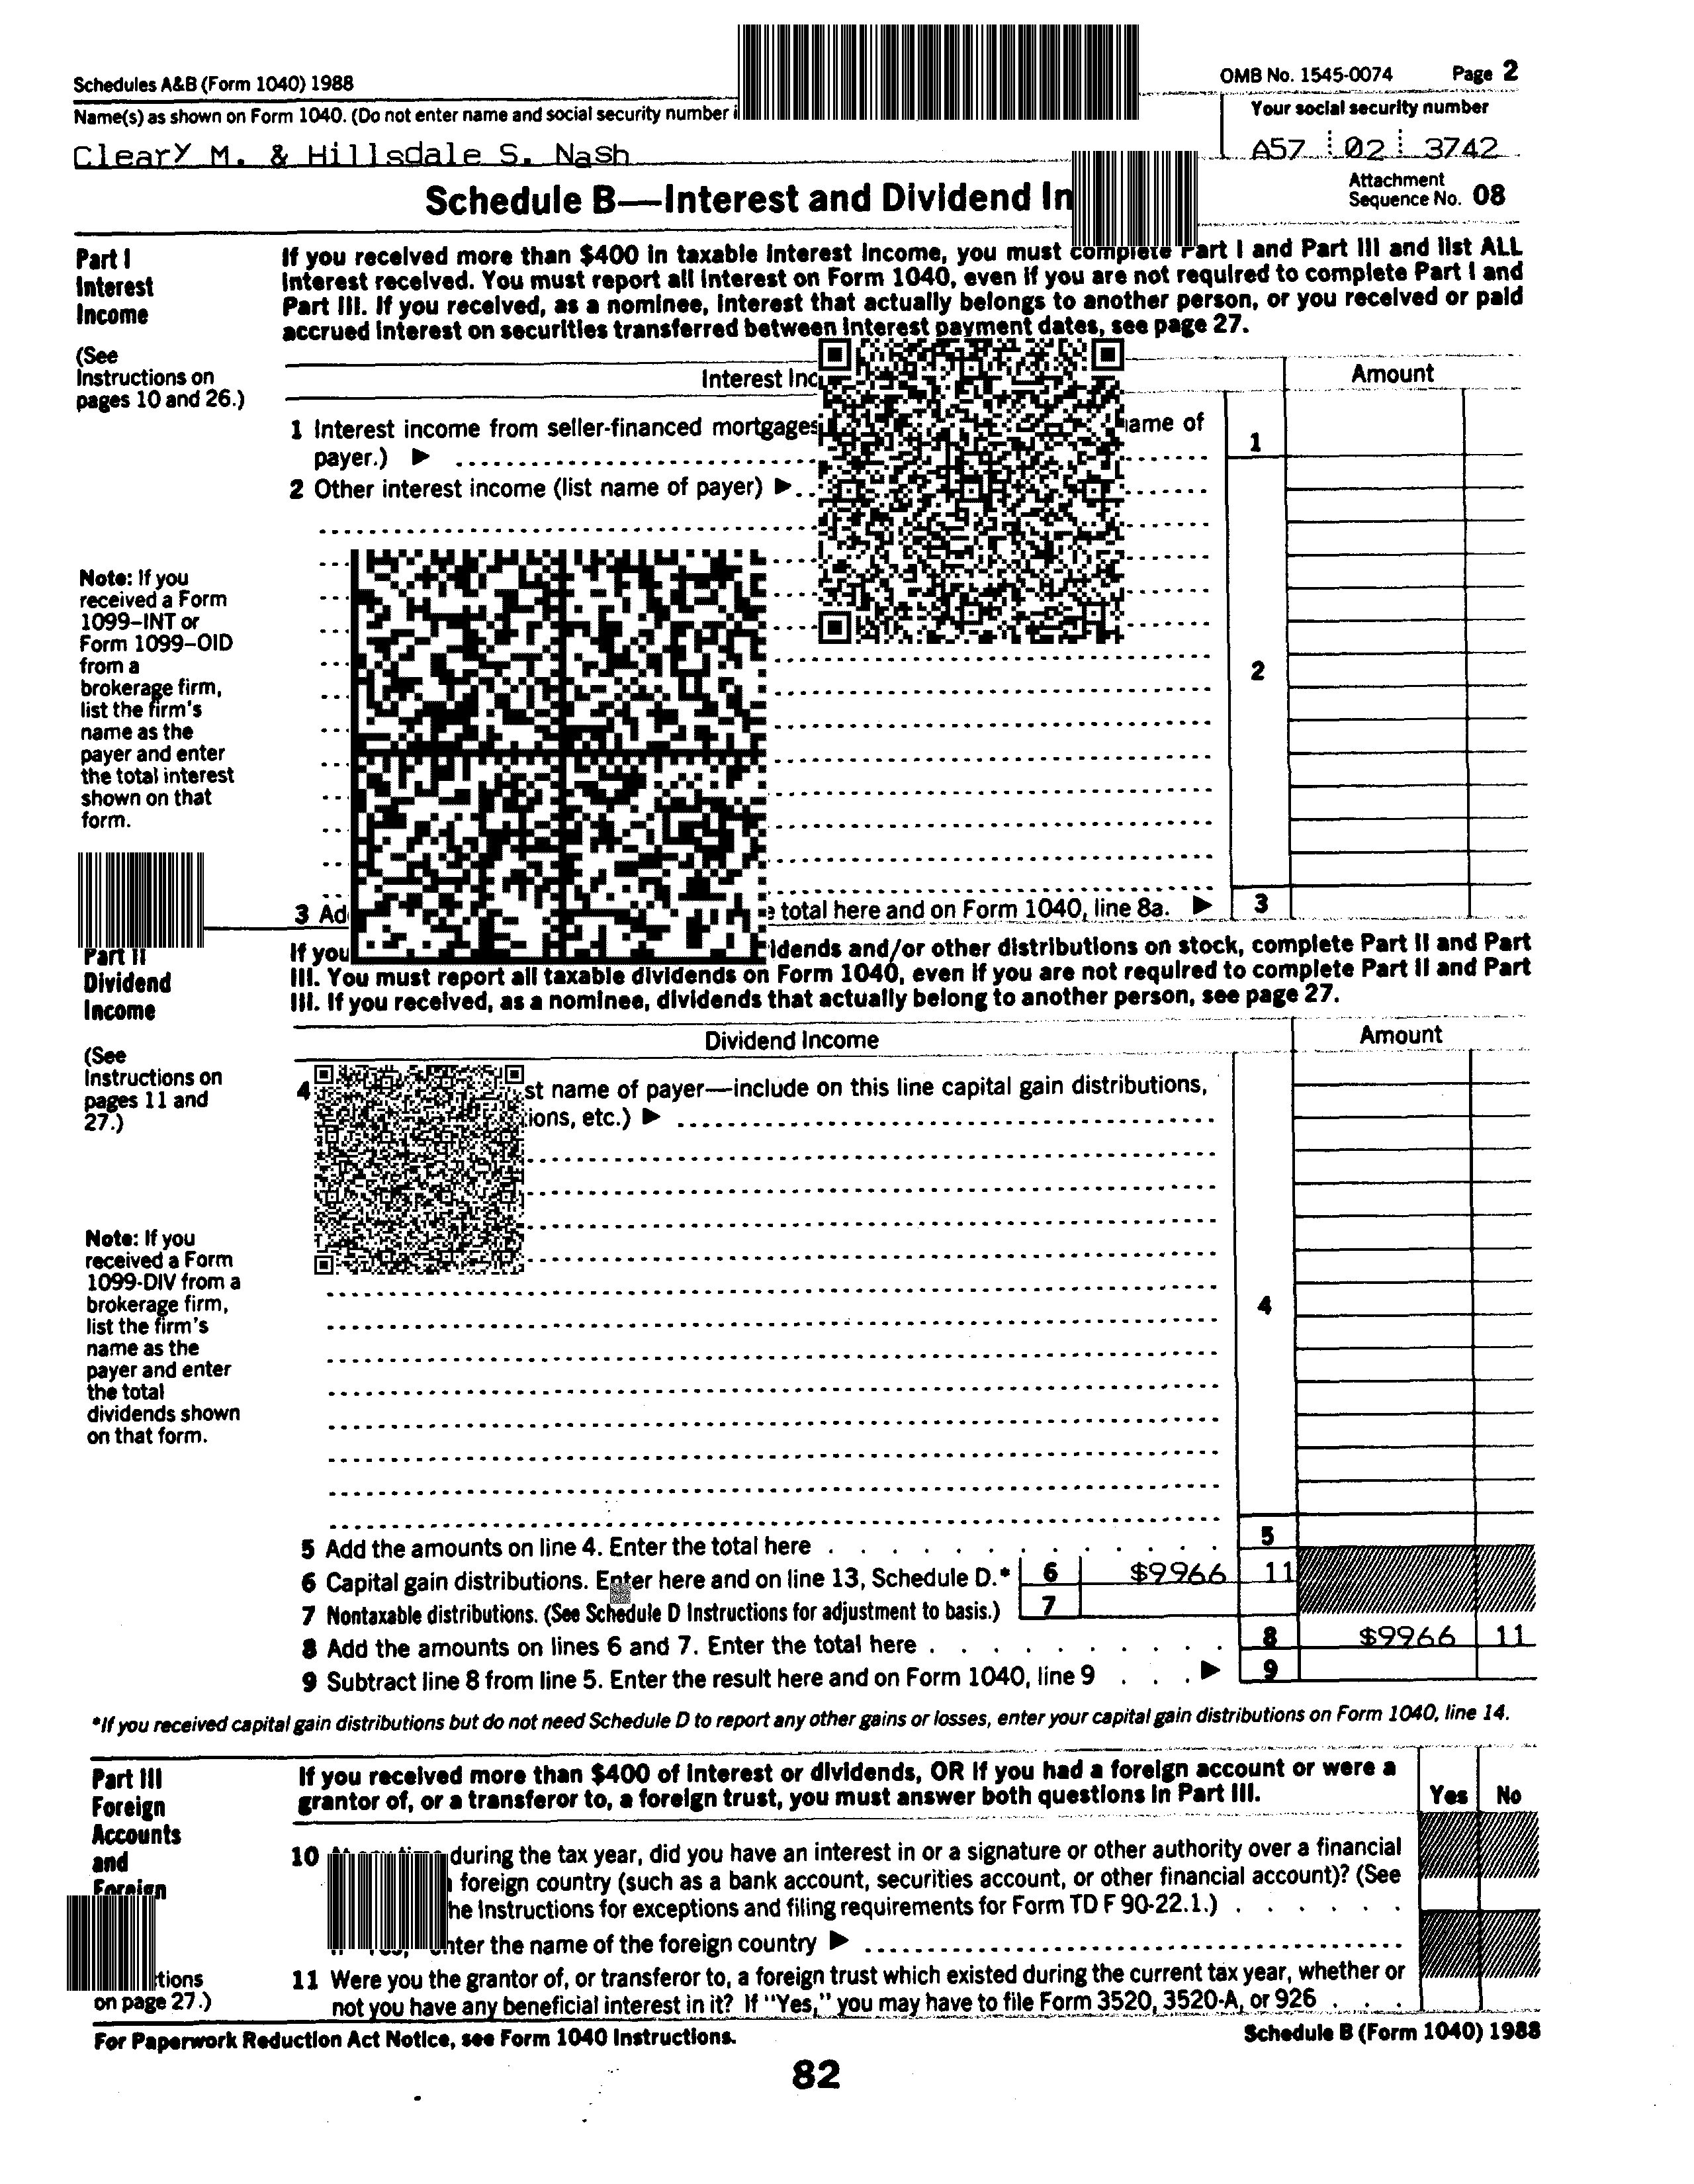 Schedules A&B (Form 1040) 1988
OMB No. 1545-0074 Page 2
Name(s) as shown on Form 1040. (Do not enter name and social security number
Your social security number
Cleary M. & Hillsdale S. Nash
A57 02 3742
Schedule B—Interest and Dividend
Attachment
Sequence No. 08
Part I
Interest
Income
(See
Instructions on
pages 10 and 26.)
If you received more than $400 in taxable interest income, you must complete Part I and Part III and list ALL
interest received. You must report all interest on Form 1040, even if you are not required to complete Part I and
Part III. If you received, as a nominee, interest that actually belongs to another person, or you received or paid
accrued interest on securities transferred between interest payment dates, see page 27.
Interest
Amount
1 Interest income from seller-financed mortgages
of
payer.) ▶
1
2 Other interest income (list name of payer) ▶
Note: If you
received a Form
1099–INT or
Form 1099–OID
from a
brokerage firm,
list the firm's
name as the
payer and enter
the total interest
shown on that
form.
2
3
total here and on Form 1040, line 8a. ▶ 3
Part II
Dividend
Income
(See
Instructions on
pages 11 and
27.)
If you
and/or other distributions on stock, complete Part II and Part
III. You must report all taxable dividends on Form 1040, even if you are not required to complete Part II and Part
III. If you received, as a nominee, dividends that actually belong to another person, see page 27.
Dividend Income
Amount
4
name of payer—include on this line capital gain distributions,
etc.) ▶
Note: If you
received a Form
1099-DIV from a
brokerage firm,
list the firm's
name as the
payer and enter
the total
dividends shown
on that form.
4
5 Add the amounts on line 4. Enter the total here . . . 5
6 Capital gain distributions. Enter here and on line 13, Schedule D.* 6 $9966 11
7 Nontaxable distributions. (See Schedule D Instructions for adjustment to basis.) 7
8 Add the amounts on lines 6 and 7. Enter the total here . . . 8 $9966 11
9 Subtract line 8 from line 5. Enter the result here and on Form 1040, line 9 . . . ▶ 9
*If you received capital gain distributions but do not need Schedule D to report any other gains or losses, enter your capital gain distributions on Form 1040, line 14.
Part III
Foreign
Accounts
and
Foreign
on page 27.)
If you received more than $400 of interest or dividends, OR if you had a foreign account or were a
grantor of, or a transferor to, a foreign trust, you must answer both questions in Part III.
Yes No
10
during the tax year, did you have an interest in or a signature or other authority over a financial
foreign country (such as a bank account, securities account, or other financial account)? (See
Instructions for exceptions and filing requirements for Form TD F 90-22.1.) . . . . . .
the name of the foreign country ▶
11 Were you the grantor of, or transferor to, a foreign trust which existed during the current tax year, whether or
not you have any beneficial interest in it? If "Yes," you may have to file Form 3520, 3520-A, or 926 . . .
For Paperwork Reduction Act Notice, see Form 1040 Instructions.
Schedule B (Form 1040) 1988
82